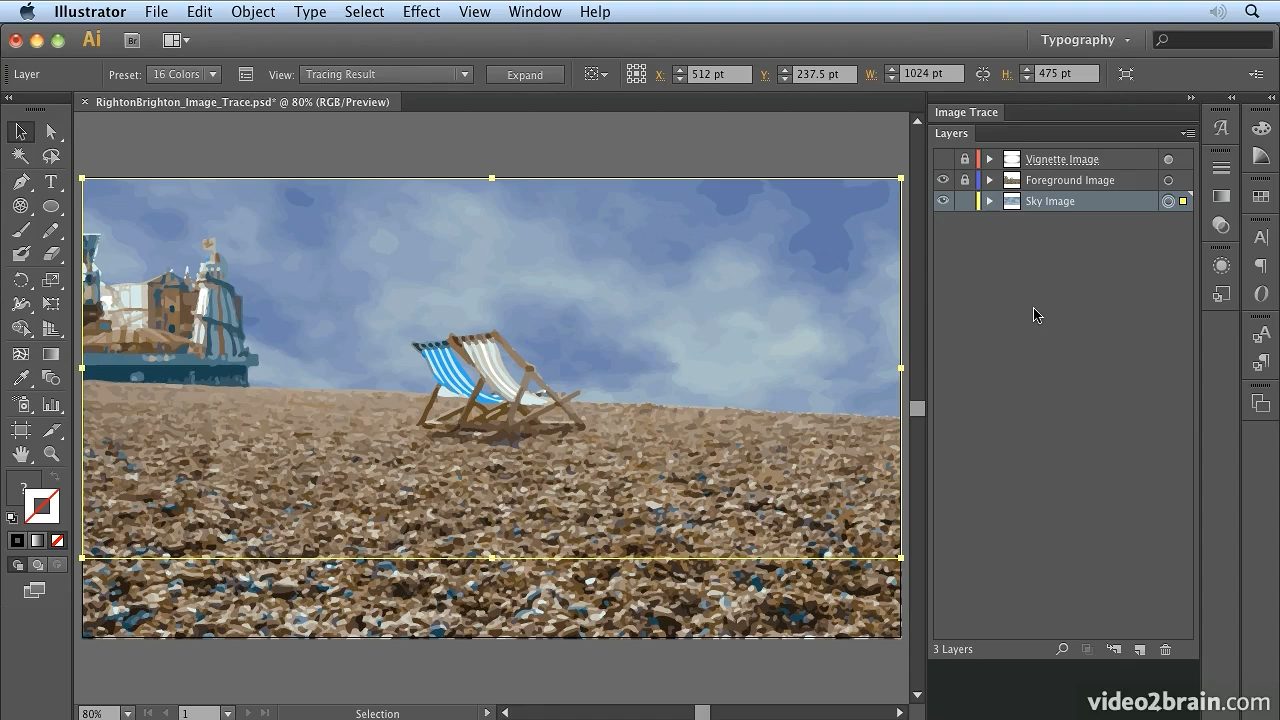 Illustrator File Edit Object Type Select Effect View Window Help
Ai Br Typography
Layer Preset: 16 Colors View: Tracing Result Expand X: 512 pt Y: 237.5 pt W: 1024 pt H: 475 pt
× RightonBrighton_Image_Trace.psd* @ 80% (RGB/Preview)
Image Trace
Layers
Vignette Image
Foreground Image
Sky Image
T
A
A
?
3 Layers
80% 1 Selection
video2brain.com